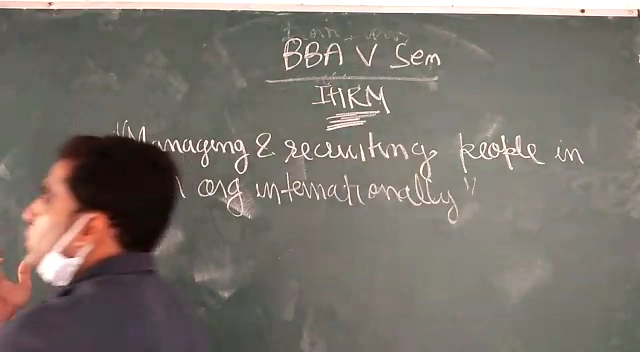 BBA V Sem
IHRM
"Managing & recruiting people in
org internationally"